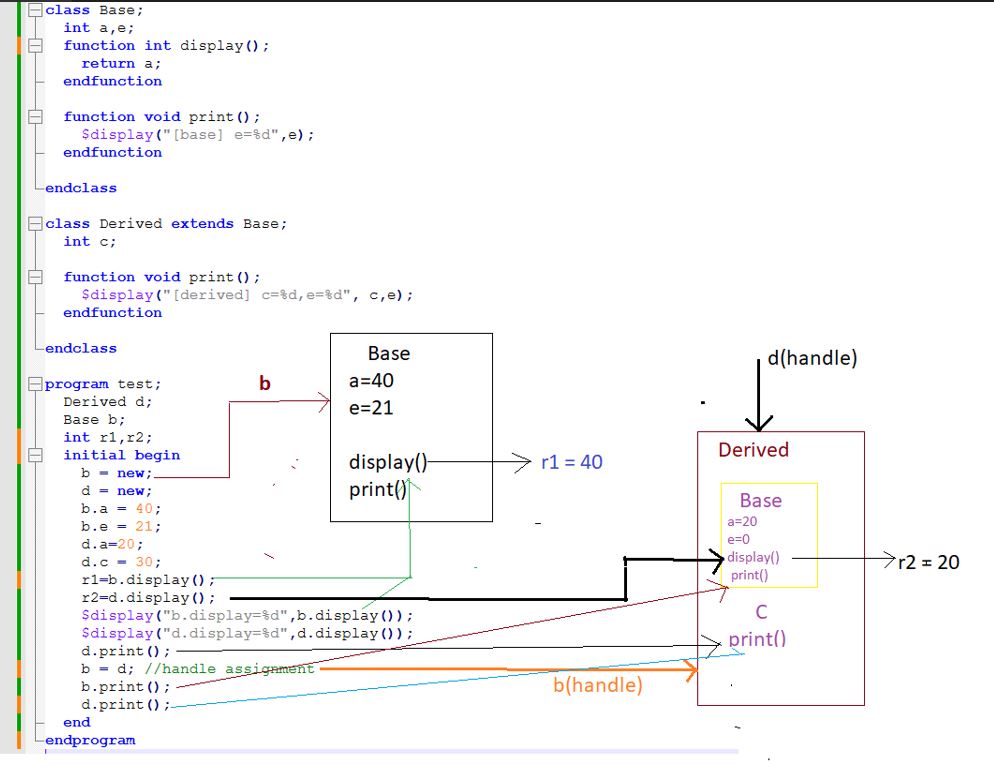 class Base;
int a,e;
function int display();
return a;
endfunction
function void print();
$display("[base] e=%d",e);
endfunction
endclass
class Derived extends Base;
int c;
function void print();
$display("[derived] c=%d,e=%d", c,e);
endfunction
endclass
program test;
Derived d;
Base b;
int r1,r2;
initial begin
b = new;
d = new;
b.a = 40;
b.e = 21;
d.a=20;
d.c = 30;
r1=b.display();
r2=d.display();
$display("b.display=%d",b.display());
$display("d.display=%d",d.display());
d.print();
b = d; //handle assignment
b.print();
d.print();
end
endprogram
b
Base
a=40
e=21
display()
r1 = 40
print()
d(handle)
Derived
Base
a=20
e=0
display()
r2 = 20
print()
C
print()
b(handle)